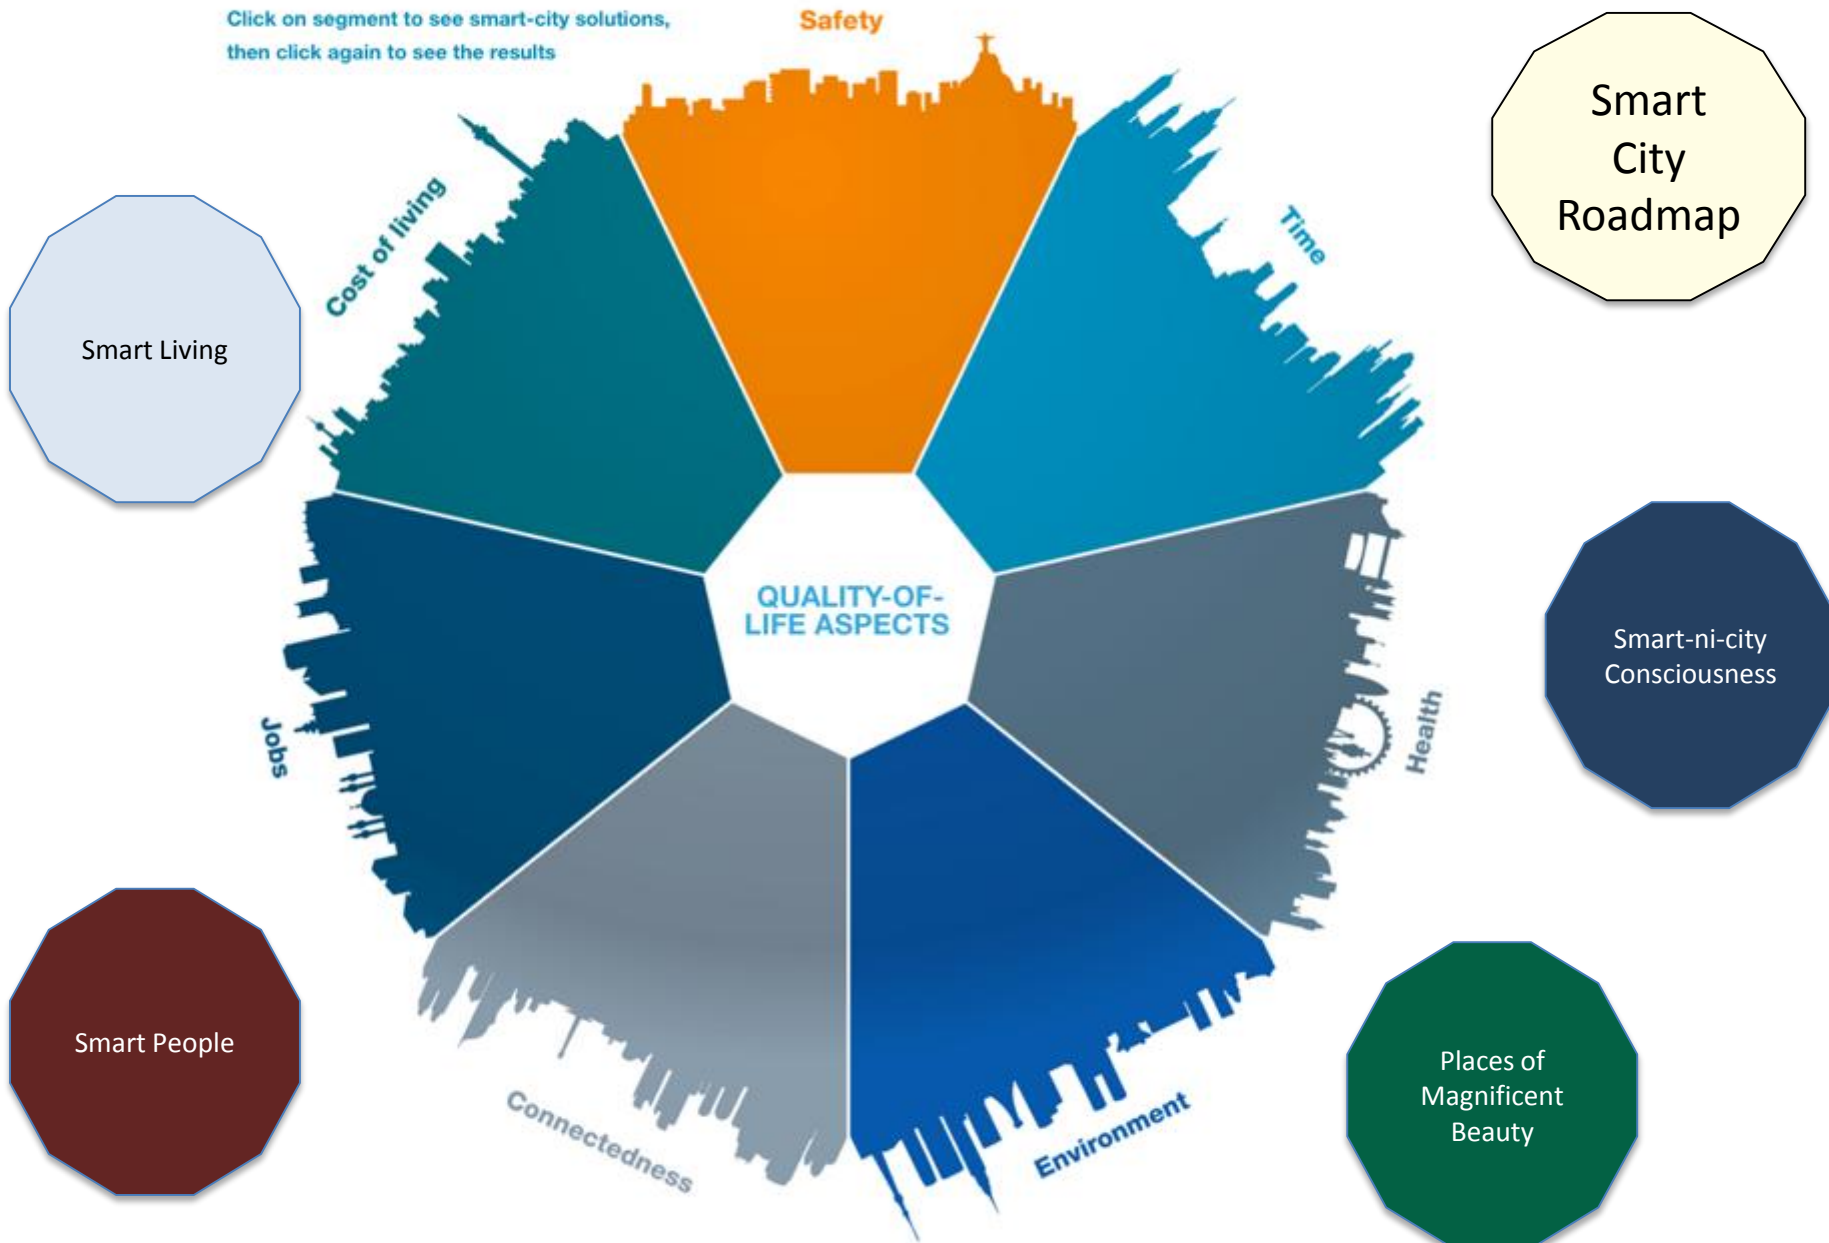 Click on segment to see smart-city solutions,
then click again to see the results
Safety
Smart
City
Roadmap
Cost of living
Time
Smart Living
QUALITY-OF-
LIFE ASPECTS
Smart-ni-city
Consciousness
Jobs
Health
Smart People
Connectedness
Environment
Places of
Magnificent
Beauty